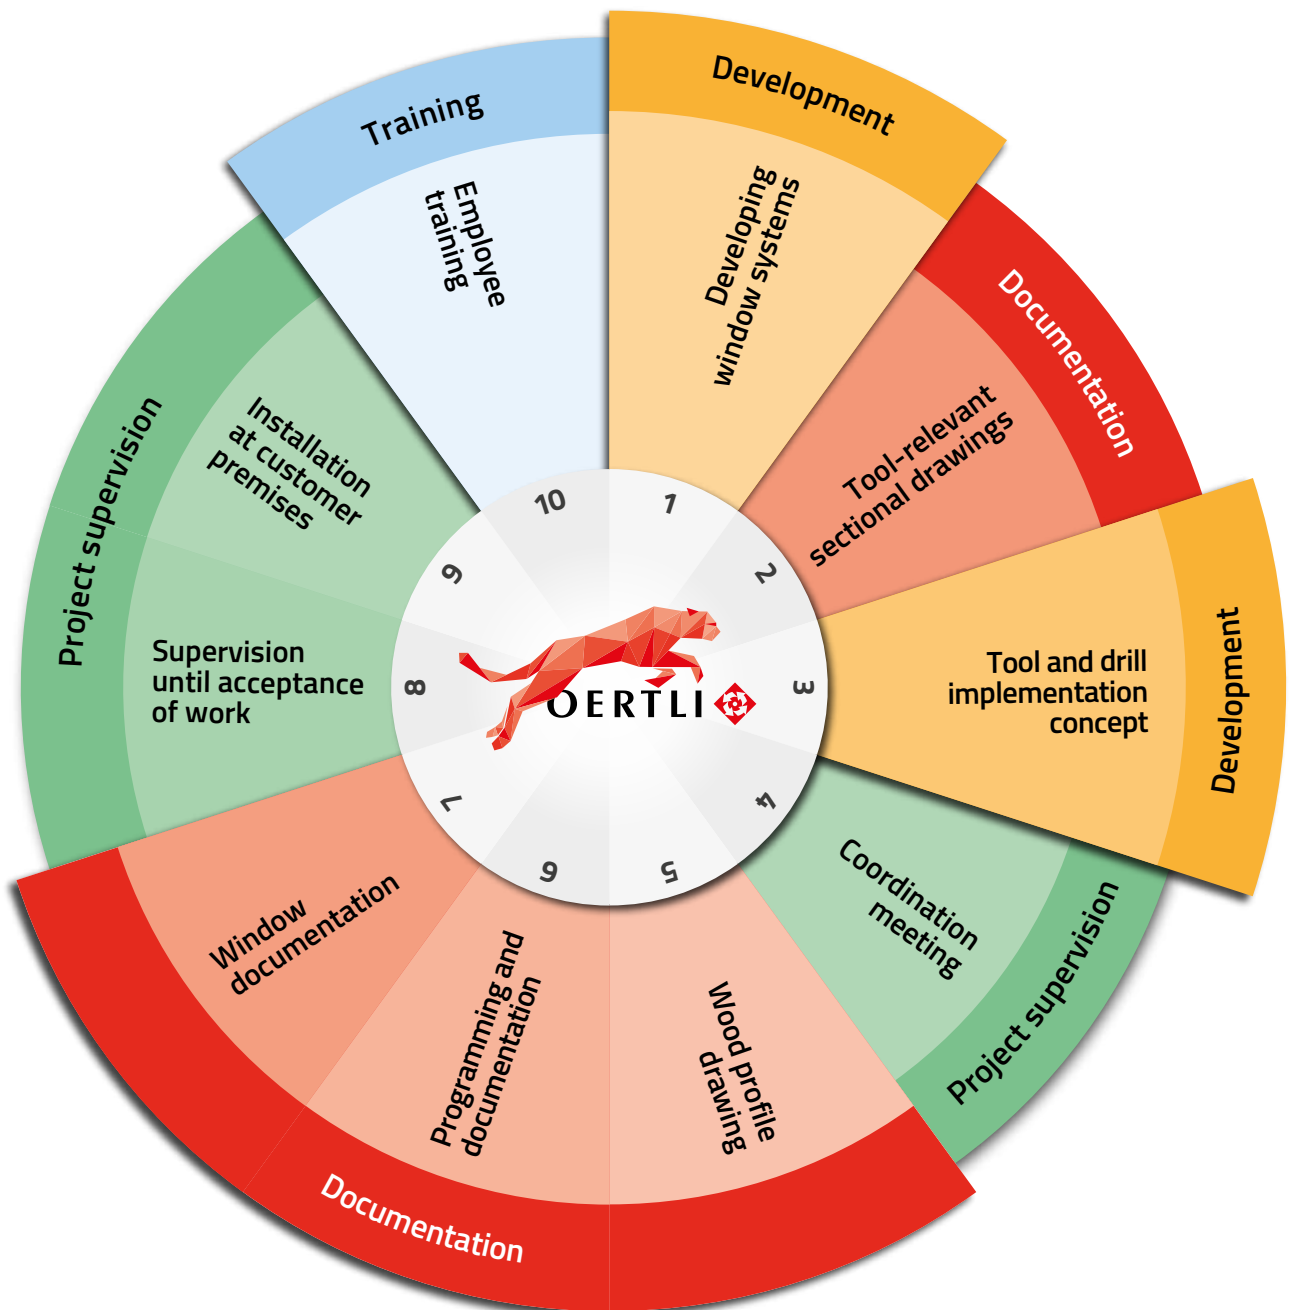 Development
Developing
window systems
Documentation
Tool-relevant
sectional drawings
Development
Tool and drill
implementation
concept
Project supervision
Coordination
meeting
Wood profile
drawing
Documentation
Programming and
documentation
Window
documentation
Project supervision
Supervision
until acceptance
of work
Installation
at customer
premises
Training
Employee
training
1
2
3
4
5
6
7
8
9
10
OERTLI